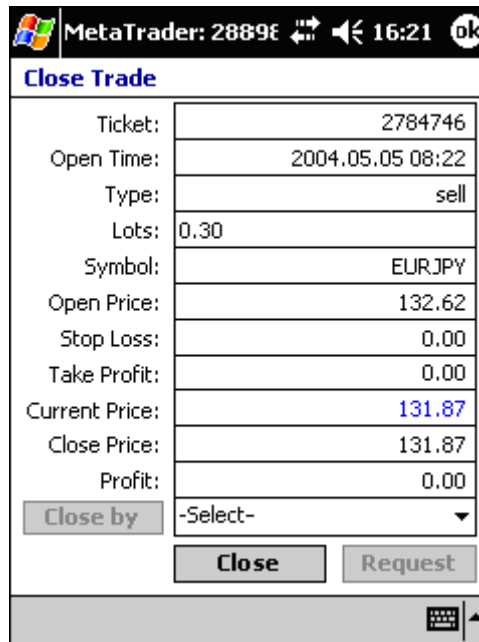 MetaTrader: 28898 16:21 ok
Close Trade
Ticket: 2784746
Open Time: 2004.05.05 08:22
Type: sell
Lots: 0.30
Symbol: EURJPY
Open Price: 132.62
Stop Loss: 0.00
Take Profit: 0.00
Current Price: 131.87
Close Price: 131.87
Profit: 0.00
Close by -Select-
Close Request